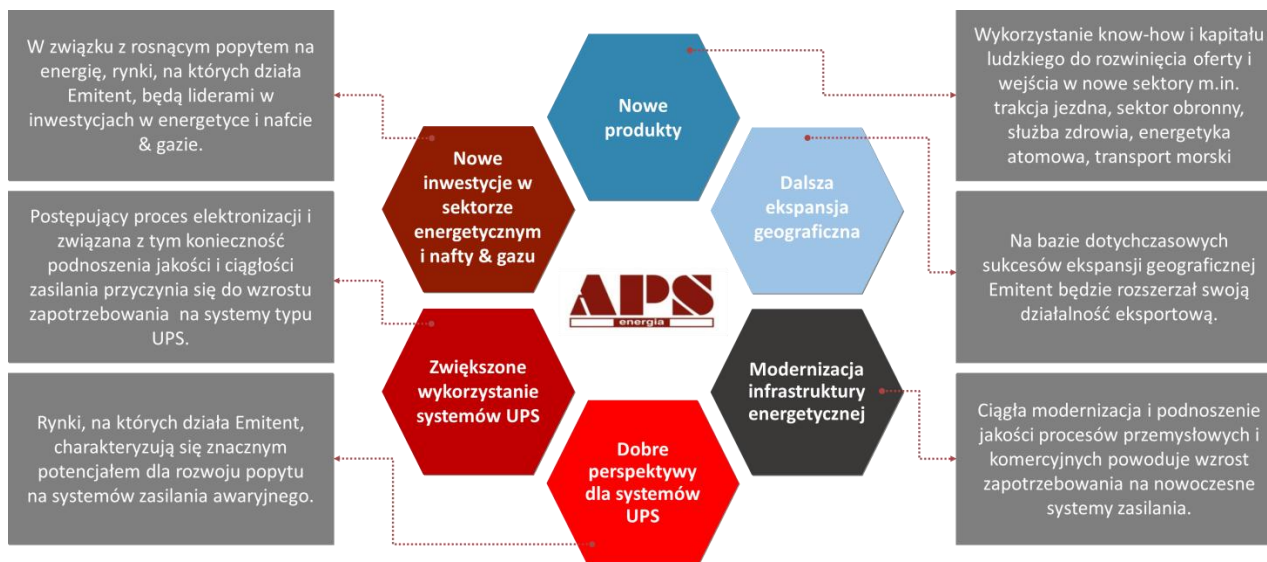 W związku z rosnącym popytem na
energię, rynki, na których działa
Emitent, będą liderami w
inwestycjach w energetyce i nafcie
& gazie.
Postępujący proces elektronizacji i
związana z tym konieczność
podnoszenia jakości i ciągłości
zasilania przyczynia się do wzrostu
zapotrzebowania na systemy typu
UPS.
Rynki, na których działa Emitent,
charakteryzują się znacznym
potencjałem dla rozwoju popytu
na systemów zasilania awaryjnego.
Nowe
produkty
Nowe
inwestycje w
sektorze
energetycznym
i nafty & gazu
Dalsza
ekspansja
geograficzna
APS
energia
Zwiększone
wykorzystanie
systemów UPS
Modernizacja
infrastruktury
energetycznej
Dobre
perspektywy
dla systemów
UPS
Wykorzystanie know-how i kapitału
ludzkiego do rozwinięcia oferty i
wejścia w nowe sektory m.in.
trakcja jezdna, sektor obronny,
służba zdrowia, energetyka
atomowa, transport morski
Na bazie dotychczasowych
sukcesów ekspansji geograficznej
Emitent będzie rozszerzał swoją
działalność eksportową.
Ciągła modernizacja i podnoszenie
jakości procesów przemysłowych i
komercyjnych powoduje wzrost
zapotrzebowania na nowoczesne
systemy zasilania.